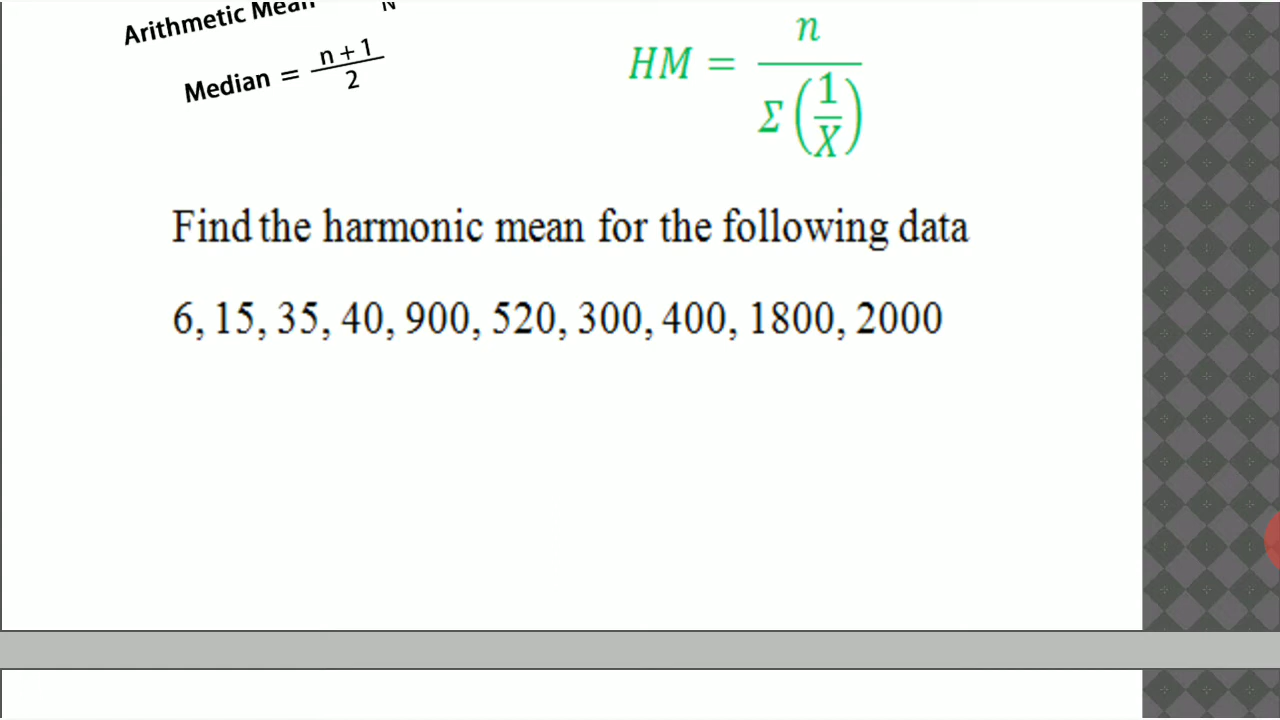 Arithmetic Mean
N
Median = n + 1 / 2
HM = n / Σ (1 / X)
Find the harmonic mean for the following data
6, 15, 35, 40, 900, 520, 300, 400, 1800, 2000